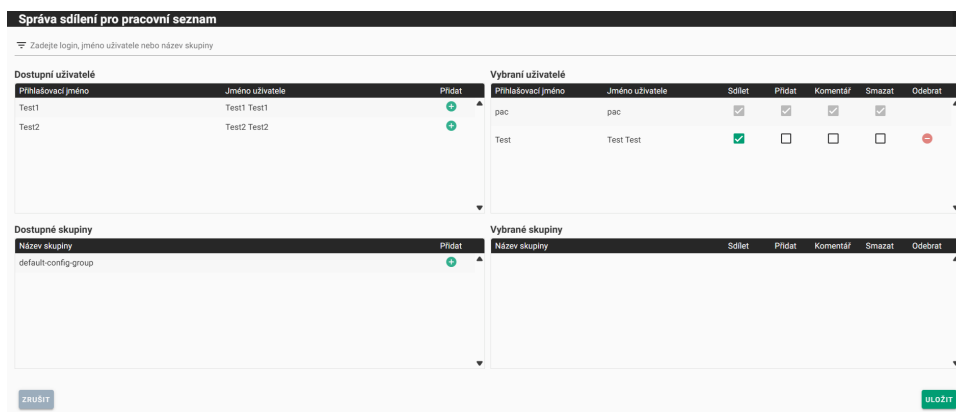 Správa sdílení pro pracovní seznam
Zadejte login, jméno uživatele nebo název skupiny
Dostupní uživatelé
Přihlašovací jméno Jméno uživatele Přidat
Test1 Test1 Test1
Test2 Test2 Test2
Vybraní uživatelé
Přihlašovací jméno Jméno uživatele Sdílet Přidat Komentář Smazat Odebrat
pac pac
Test Test Test
Dostupné skupiny
Název skupiny Přidat
default-config-group
Vybrané skupiny
Název skupiny Sdílet Přidat Komentář Smazat Odebrat
ZRUŠIT
ULOŽIT